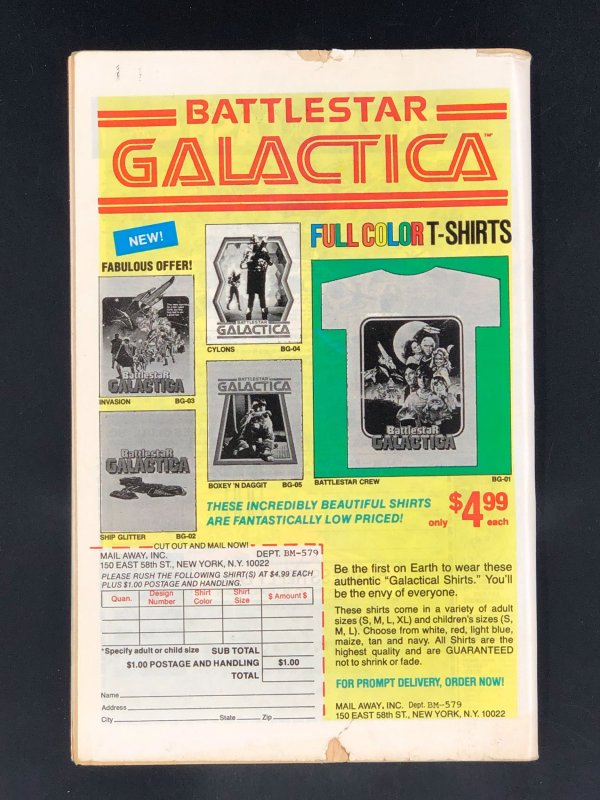 BATTLESTAR
GALACTICA™
NEW!
FABULOUS OFFER!
FULL COLOR T-SHIRTS
BATTLESTAR
GALACTICA
CYLONS BG-04
Battlestar
GALACTICA
INVASION BG-03
BATTLESTAR
GALACTICA
BOXEY 'N DAGGIT BG-05
Battlestar
GALACTICA
BATTLESTAR CREW BG-01
Battlestar
GALACTICA
SHIP GLITTER BG-02
THESE INCREDIBLY BEAUTIFUL SHIRTS
ARE FANTASTICALLY LOW PRICED!
only $4.99 each
CUT OUT AND MAIL NOW!
MAIL AWAY, INC. DEPT. BM-579
150 EAST 58th ST., NEW YORK, N.Y. 10022
PLEASE RUSH THE FOLLOWING SHIRT(S) AT $4.99 EACH
PLUS $1.00 POSTAGE AND HANDLING.
Quan. Design Number Shirt Color Shirt Size $ Amount $
*Specify adult or child size SUB TOTAL
$1.00 POSTAGE AND HANDLING $1.00
TOTAL
Name
Address
City State Zip
Be the first on Earth to wear these
authentic "Galactical Shirts." You'll
be the envy of everyone.
These shirts come in a variety of adult
sizes (S, M, L, XL) and children's sizes (S,
M, L). Choose from white, red, light blue,
maize, tan and navy. All Shirts are the
highest quality and are GUARANTEED
not to shrink or fade.
FOR PROMPT DELIVERY, ORDER NOW!
MAIL AWAY, INC. Dept. BM-579
150 EAST 58th ST., NEW YORK, N.Y. 10022